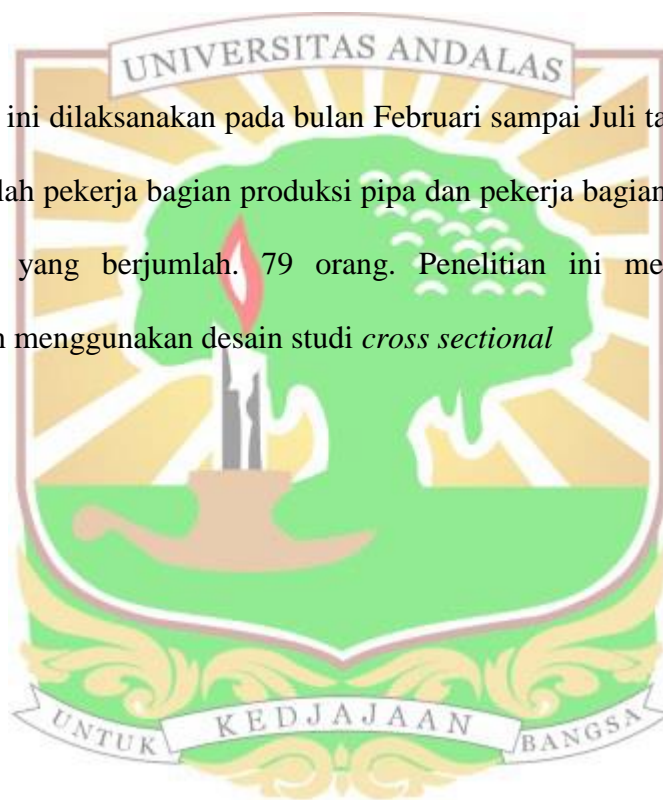 UNIVERSITAS ANDALAS
ini dilaksanakan pada bulan Februari sampai Juli
lah pekerja bagian produksi pipa dan pekerja bagian
yang berjumlah. 79 orang. Penelitian ini me
menggunakan desain studi cross sectional
UNTUK KEDJAJAAN BANGSA